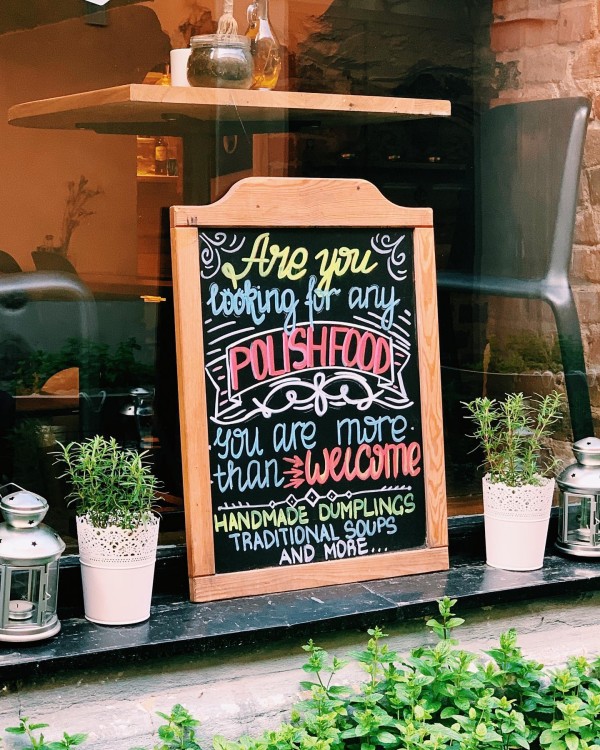 Are you
looking for any
POLISH FOOD
you are more
than welcome
HANDMADE DUMPLINGS
TRADITIONAL SOUPS
AND MORE...